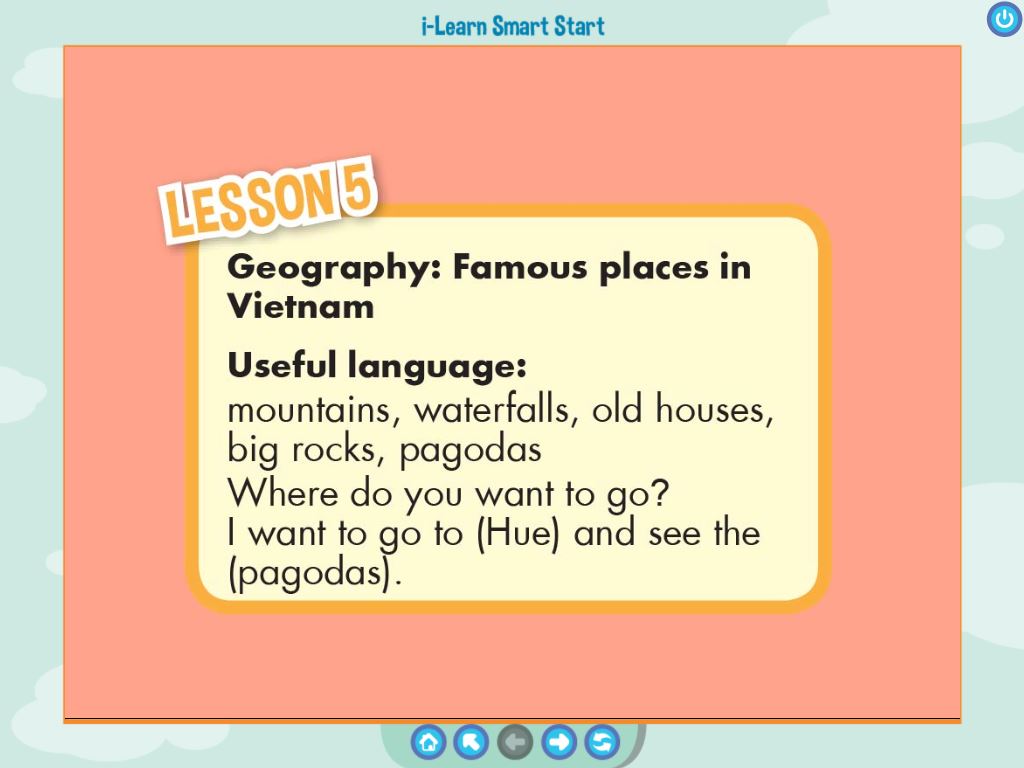 i-Learn Smart Start
LESSON 5
Geography: Famous places in
Vietnam
Useful language:
mountains, waterfalls, old houses,
big rocks, pagodas
Where do you want to go?
I want to go to (Hue) and see the
(pagodas).